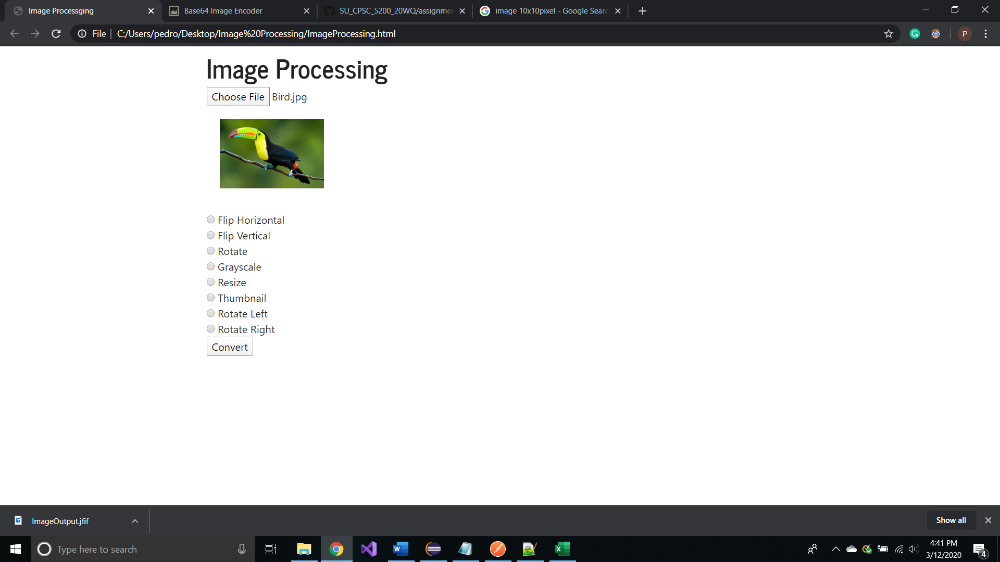 Image Processging
Base64 Image Encoder
SU_CPSC_5200_20WQ/assignmer
image 10x10pixel - Google Searc
File
C:/Users/pedro/Desktop/Image%20Processing/ImageProcessing.html
P
Image Processing
Choose File Bird.jpg
Flip Horizontal
Flip Vertical
Rotate
Grayscale
Resize
Thumbnail
Rotate Left
Rotate Right
Convert
ImageOutput.jfif
Show all
Type here to search
4:41 PM
3/12/2020
4